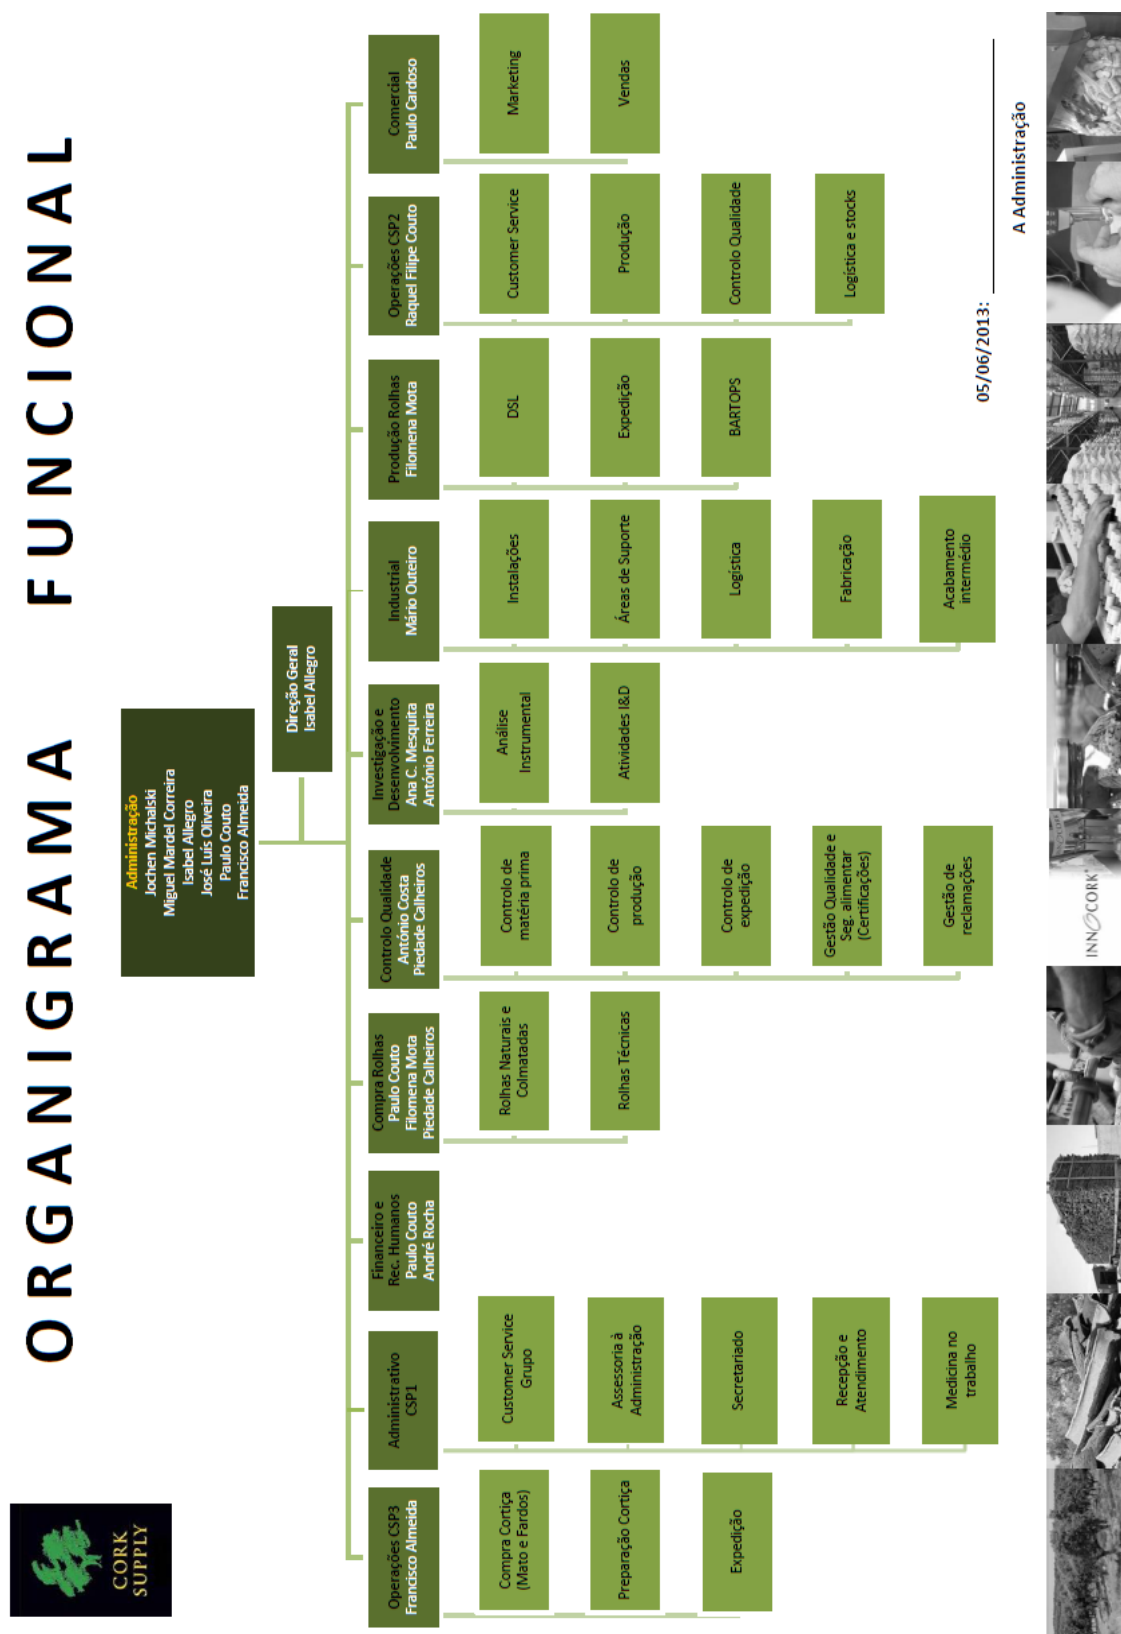 ORGANIGRAMA FUNCIONAL
CORK
SUPPLY
Administração
Jochen Michalski
Miguel Mardel Correira
Isabel Allegro
José Luís Oliveira
Paulo Couto
Francisco Almeida
Direção Geral
Isabel Allegro
Operações CSP3
Francisco Almeida
Compra Cortiça
(Mato e Fardos)
Preparação Cortiça
Expedição
Administrativo
CSP1
Customer Service
Grupo
Assessoria à
Administração
Secretariado
Recepção e
Atendimento
Medicina no
trabalho
Financeiro e
Rec. Humanos
Paulo Couto
André Rocha
Compra Rolhas
Paulo Couto
Filomena Mota
Piedade Calheiros
Rolhas Naturais e
Colmatadas
Rolhas Técnicas
Controlo Qualidade
António Costa
Piedade Calheiros
Controlo de
matéria prima
Controlo de
produção
Controlo de
expedição
Gestão Qualidade e
Seg. alimentar
(Certificações)
Gestão de
reclamações
Investigação e
Desenvolvimento
Ana C. Mesquita
António Ferreira
Análise
Instrumental
Atividades I&D
Industrial
Mário Outeiro
Instalações
Áreas de Suporte
Logística
Fabricação
Acabamento
intermédio
Produção Rolhas
Filomena Mota
DSL
Expedição
BARTOPS
Operações CSP2
Raquel Filipe Couto
Customer Service
Produção
Controlo Qualidade
Logística e stocks
Comercial
Paulo Cardoso
Marketing
Vendas
05/06/2013:
A Administração
INNOCORK®